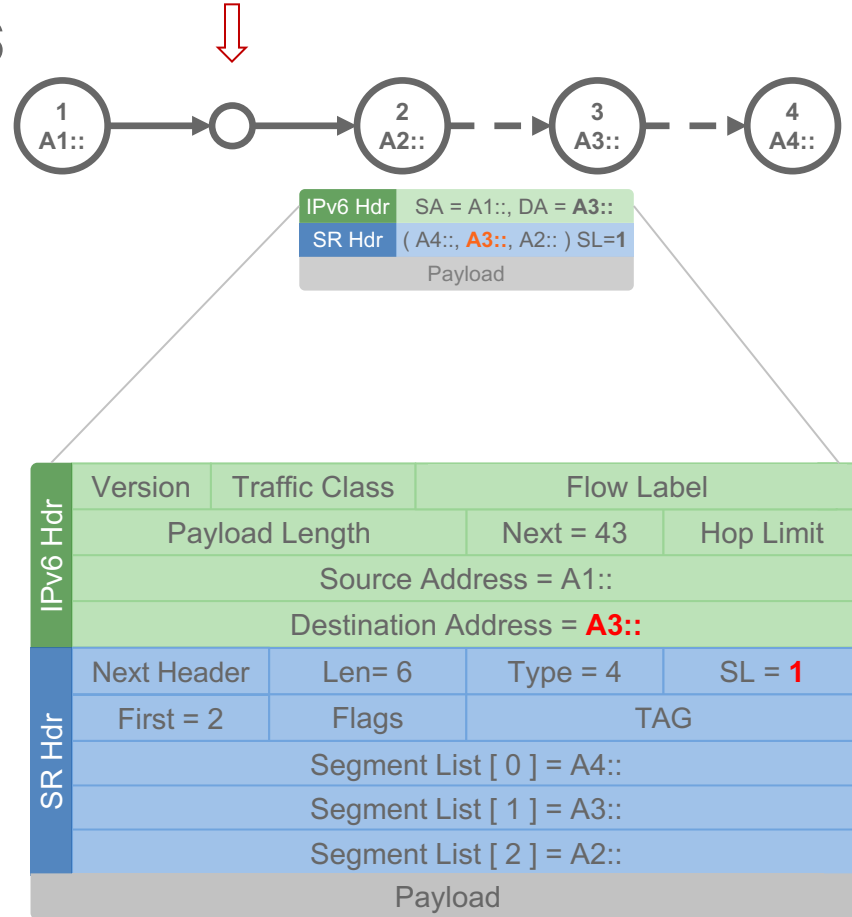 S
1 2 3 4
A1:: A2:: A3:: A4::
IPv6 Hdr SA = A1::, DA = A3::
SR Hdr ( A4::, A3::, A2:: ) SL=1
Payload
IPv6 Hdr
Version Traffic Class Flow Label
Payload Length Next = 43 Hop Limit
Source Address = A1::
Destination Address = A3::
SR Hdr
Next Header Len= 6 Type = 4 SL = 1
First = 2 Flags TAG
Segment List [ 0 ] = A4::
Segment List [ 1 ] = A3::
Segment List [ 2 ] = A2::
Payload